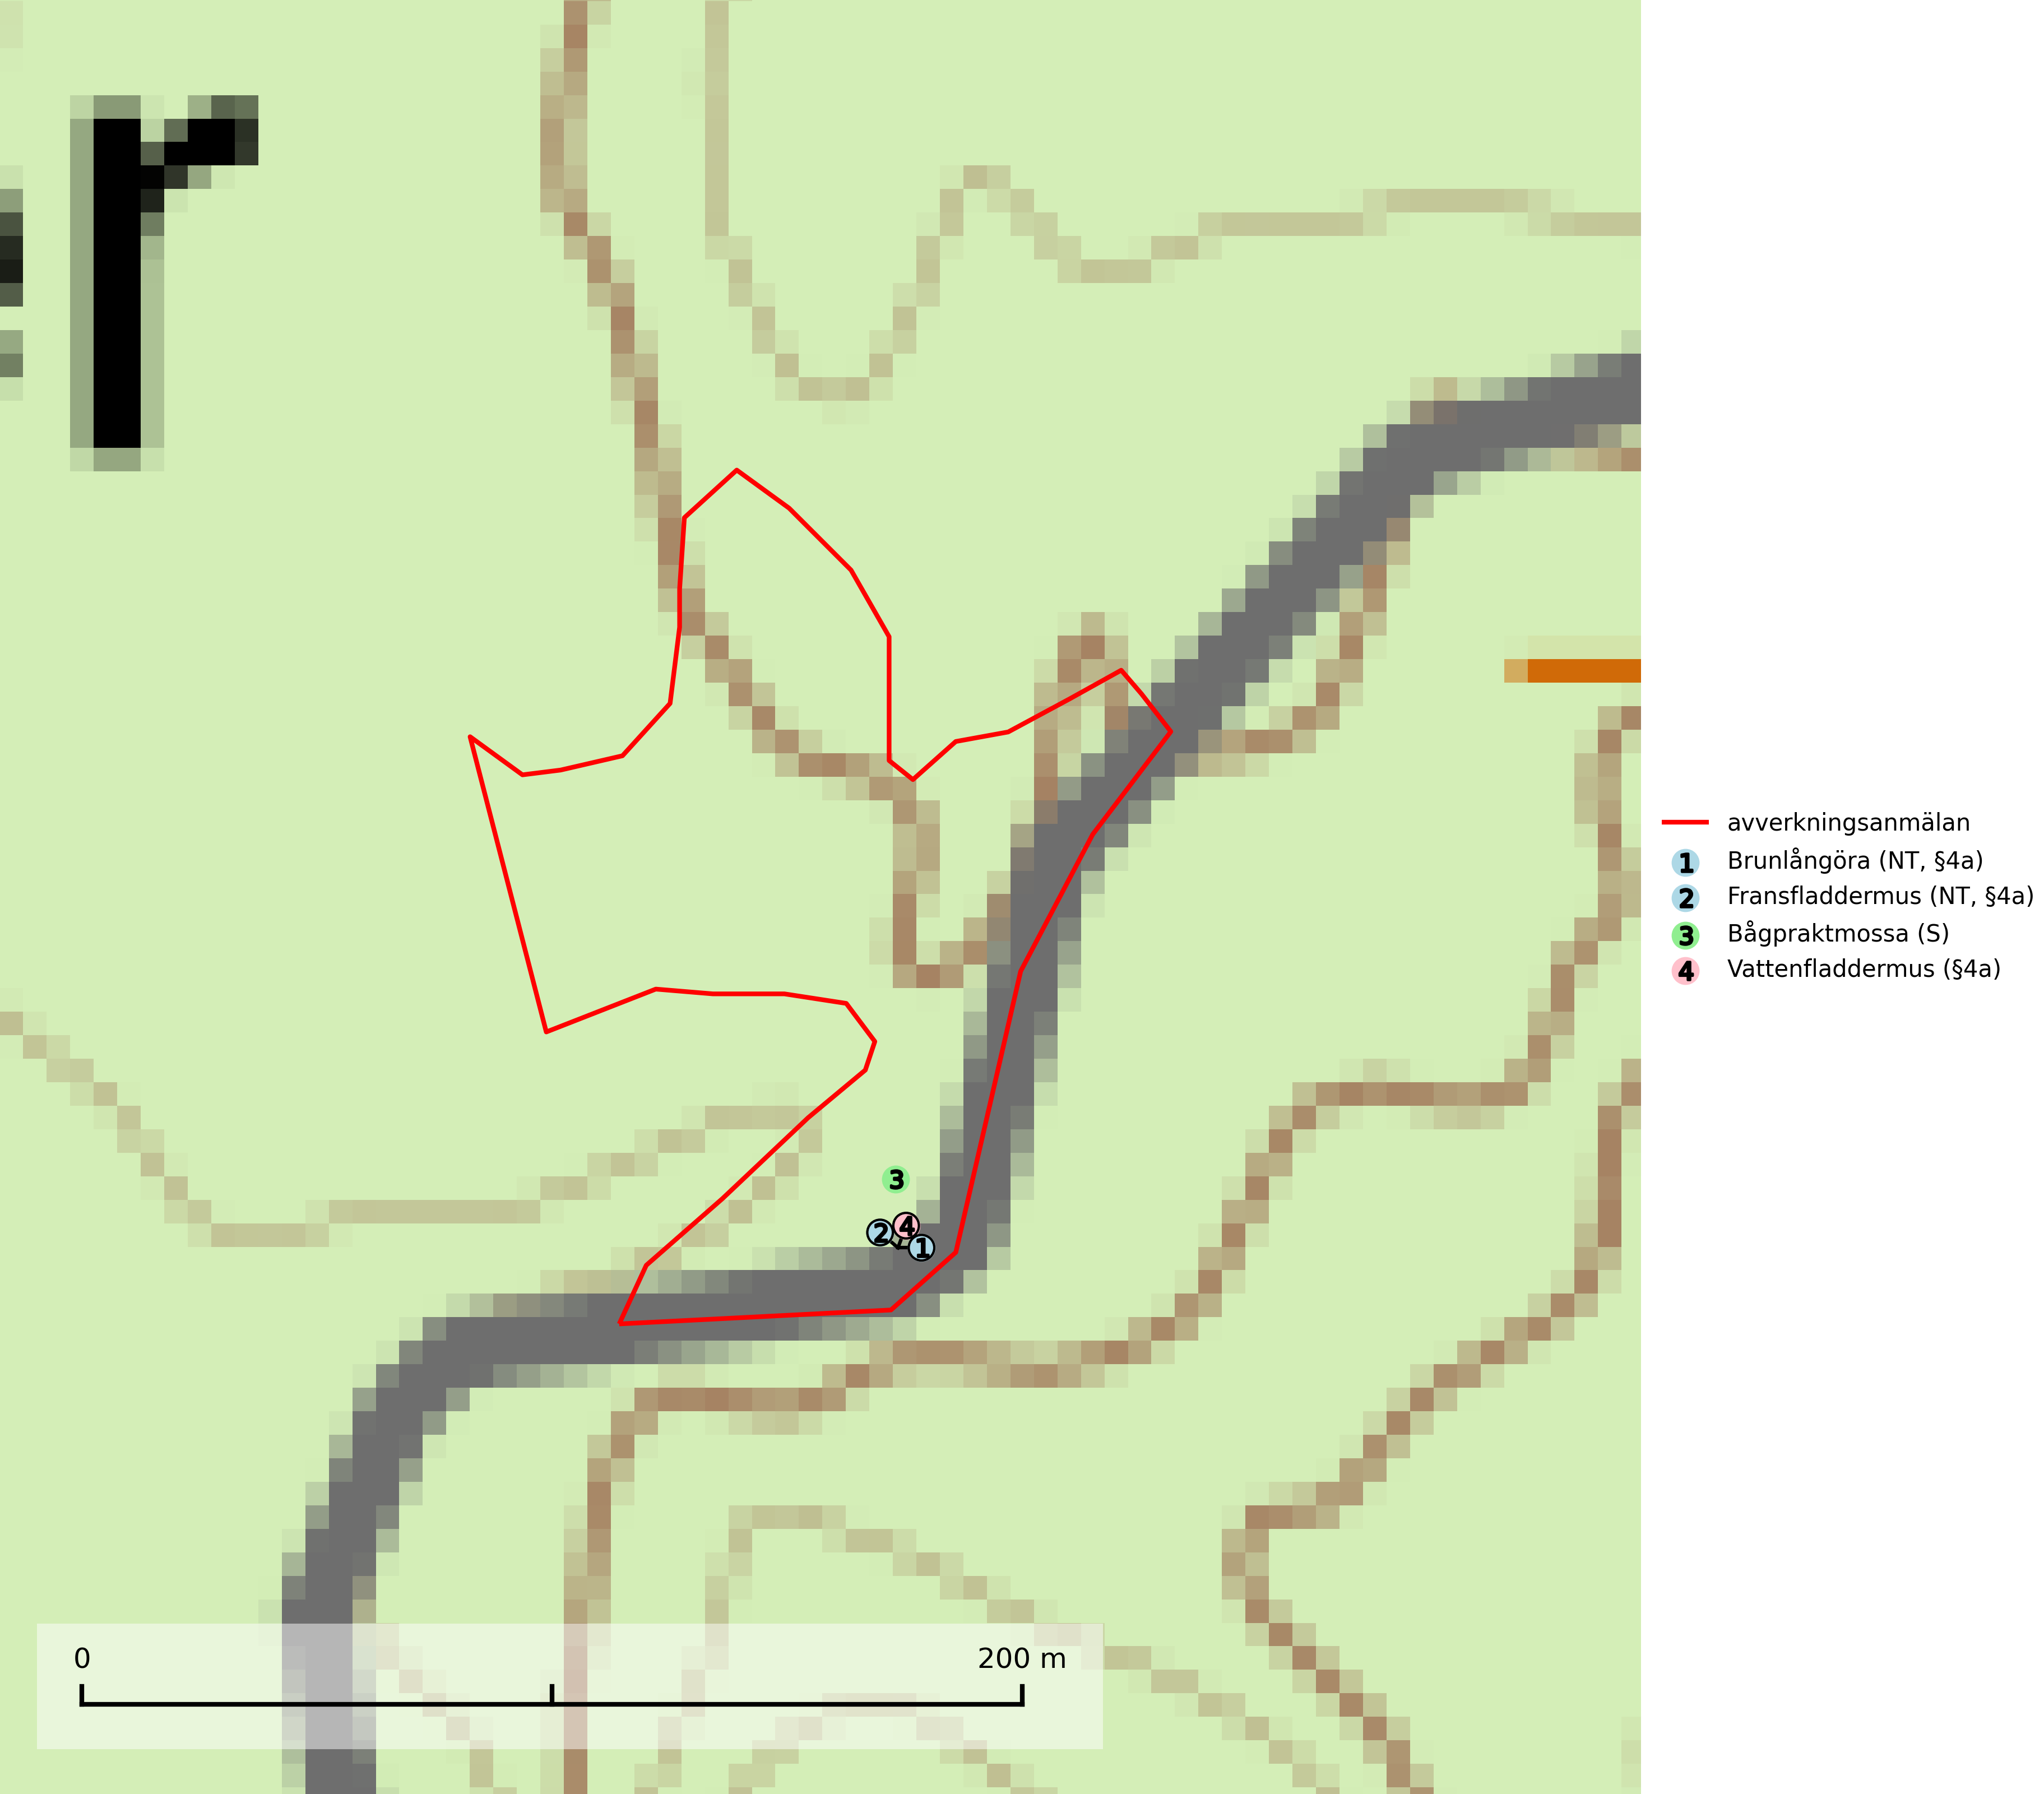 avverkningsanmälan
1 Brunlångöra (NT, §4a)
2 Fransfladdermus (NT, §4a)
3 Bågpraktmossa (S)
4 Vattenfladdermus (§4a)
3
4
2
1
0
200 m